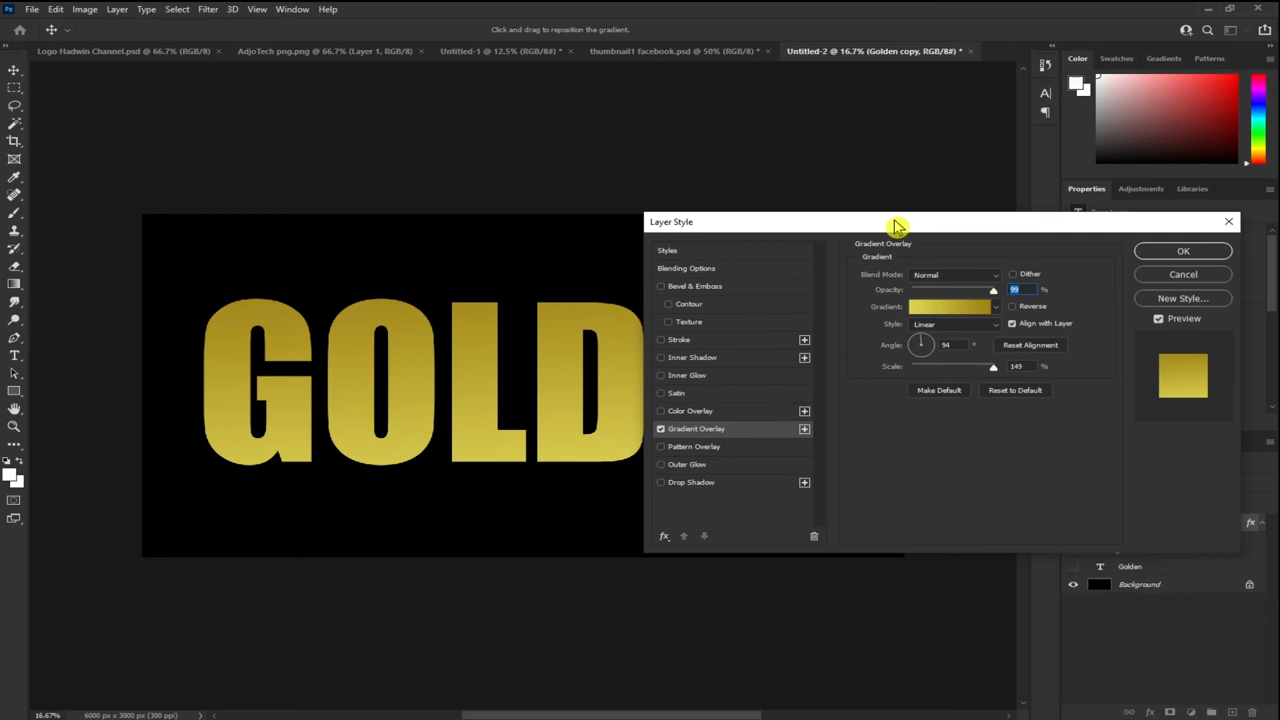 Ps File Edit Image Layer Type Select Filter 3D View Window Help
Click and drag to reposition the gradient.
Logo Hadwin Channel.psd @ 66.7% (RGB/8)
AdjoTech png.png @ 66.7% (Layer 1, RGB/8)
Untitled-1 @ 12.5% (RGB/8#) *
thumbnail1 facebook.psd @ 50% (RGB/8) *
Untitled-2 @ 16.7% (Golden copy, RGB/8#) *
Color Swatches Gradients Patterns
Properties Adjustments Libraries
GOLD
Layer Style
Styles
Blending Options
Bevel & Emboss
Contour
Texture
Stroke
Inner Shadow
Inner Glow
Satin
Color Overlay
Gradient Overlay
Pattern Overlay
Outer Glow
Drop Shadow
fx
Gradient Overlay
Gradient
Blend Mode: Normal Dither
Opacity: 99 %
Gradient: Reverse
Style: Linear Align with Layer
Angle: 94 ° Reset Alignment
Scale: 149 %
Make Default Reset to Default
OK
Cancel
New Style...
Preview
fx
T Golden
Background
16.67% 6000 px x 3000 px (300 ppi)